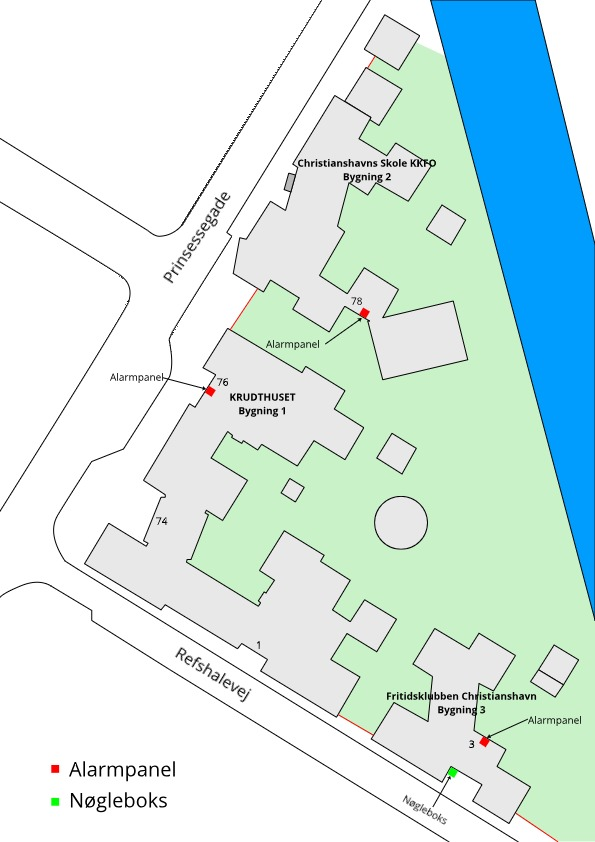 Christianshavns Skole KKFO
Bygning 2
Prinsessegade
78
Alarmpanel
Alarmpanel
76
KRUDTHUSET
Bygning 1
74
1
Refshalevej
Fritidsklubben Christianshavn
Bygning 3
Alarmpanel
3
Nøgleboks
Alarmpanel
Nøgleboks